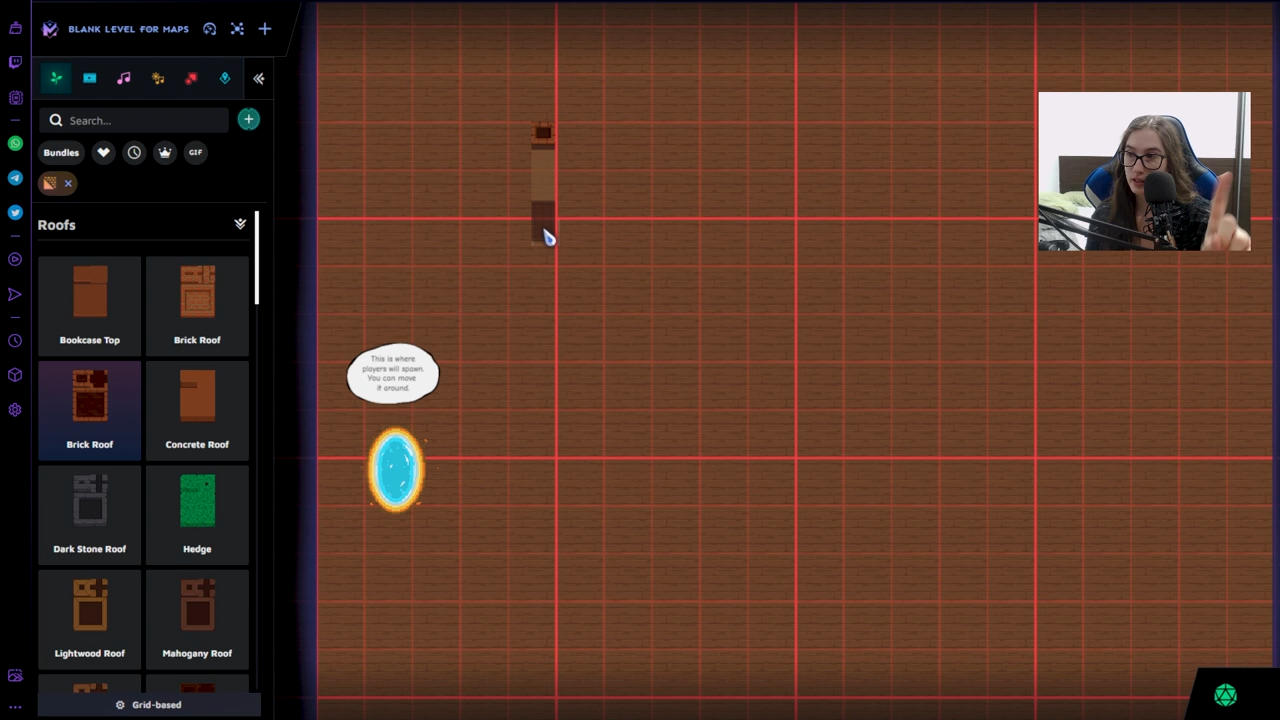 BLANK LEVEL FOR MAPS
Search...
Bundles
GIF
Roofs
Bookcase Top
Brick Roof
Brick Roof
Concrete Roof
Dark Stone Roof
Hedge
Lightwood Roof
Mahogany Roof
Grid-based
This is where
players will spawn.
You can move
it around.